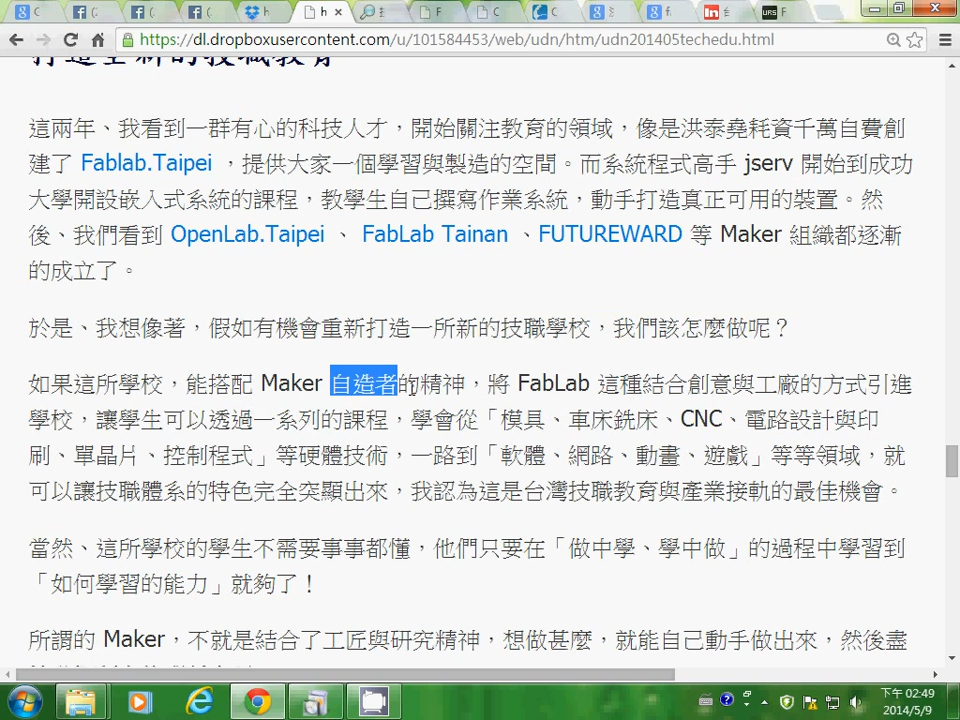 https://dl.dropboxusercontent.com/u/101584453/web/udn/htm/udn201405techedu.html
打造全新的技職教育
這兩年、我看到一群有心的科技人才，開始關注教育的領域，像是洪泰堯耗資千萬自費創
建了 Fablab.Taipei ，提供大家一個學習與製造的空間。而系統程式高手 jserv 開始到成功
大學開設嵌入式系統的課程，教學生自己撰寫作業系統，動手打造真正可用的裝置。然
後、我們看到 OpenLab.Taipei 、 FabLab Tainan 、FUTUREWARD 等 Maker 組織都逐漸
的成立了。
於是、我想像著，假如有機會重新打造一所新的技職學校，我們該怎麼做呢？
如果這所學校，能搭配 Maker 自造者的精神，將 FabLab 這種結合創意與工廠的方式引進
學校，讓學生可以透過一系列的課程，學會從「模具、車床銑床、CNC、電路設計與印
刷、單晶片、控制程式」等硬體技術，一路到「軟體、網路、動畫、遊戲」等等領域，就
可以讓技職體系的特色完全突顯出來，我認為這是台灣技職教育與產業接軌的最佳機會。
當然、這所學校的學生不需要事事都懂，他們只要在「做中學、學中做」的過程中學習到
「如何學習的能力」就夠了！
所謂的 Maker，不就是結合了工匠與研究精神，想做甚麼，就能自己動手做出來，然後盡
下午 02:49
2014/5/9